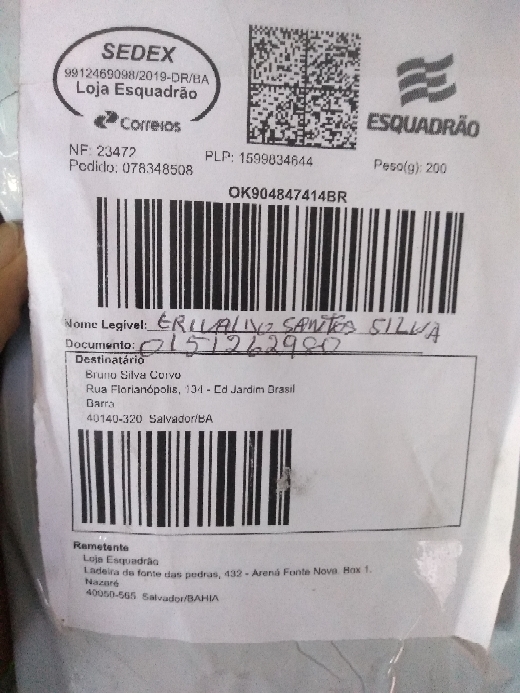 SEDEX
9912469098/2019-DR/BA
Loja Esquadrão
Correios
ESQUADRÃO
NF: 23472
PLP: 1599834644
Peso(g): 200
Pedido: 078348508
OK904847414BR
Nome Legível: ERIVALDO SANTOS SILVA
Documento: 0151262980
Destinatário
Bruno Silva Corvo
Rua Florianópolis, 134 - Ed Jardim Brasil
Barra
40140-320 Salvador/BA
Remetente
Loja Esquadrão
Ladeira da fonte das pedras, 432 - Arena Fonte Nova. Box 1.
Nazaré
40050-565 Salvador/BAHIA